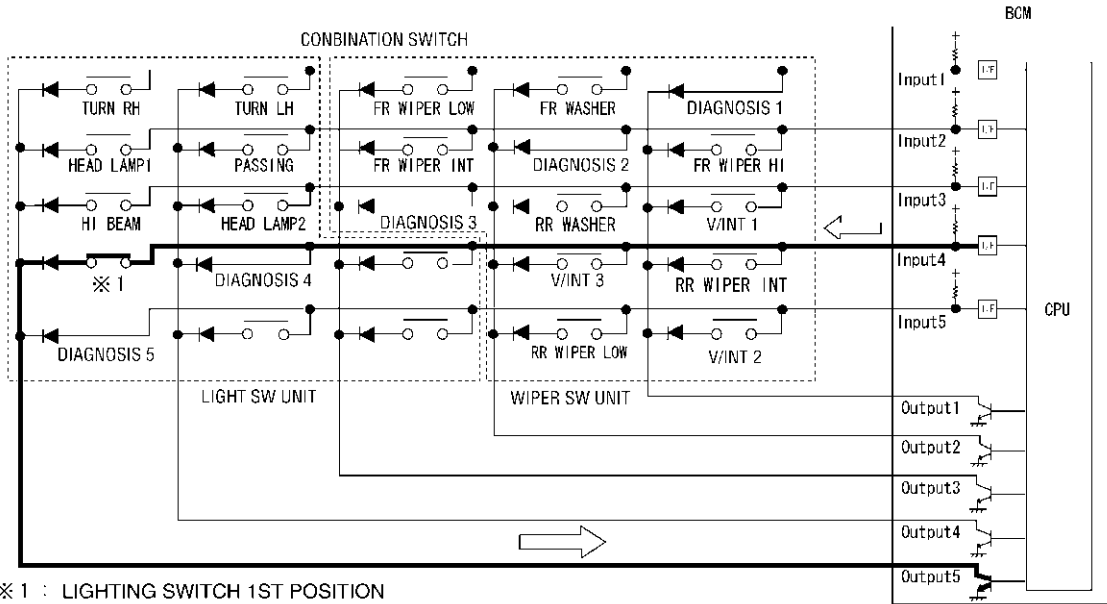 BCM
CONBINATION SWITCH
Input1 I/F
TURN RH TURN LH FR WIPER LOW FR WASHER DIAGNOSIS 1
Input2 I/F
HEAD LAMP1 PASSING FR WIPER INT DIAGNOSIS 2 FR WIPER HI
Input3 I/F
HI BEAM HEAD LAMP2 DIAGNOSIS 3 RR WASHER V/INT 1
Input4 I/F
※ 1 DIAGNOSIS 4 V/INT 3 RR WIPER INT
Input5 I/F CPU
DIAGNOSIS 5 RR WIPER LOW V/INT 2
LIGHT SW UNIT WIPER SW UNIT
Output1
Output2
Output3
Output4
Output5
※ 1 : LIGHTING SWITCH 1ST POSITION